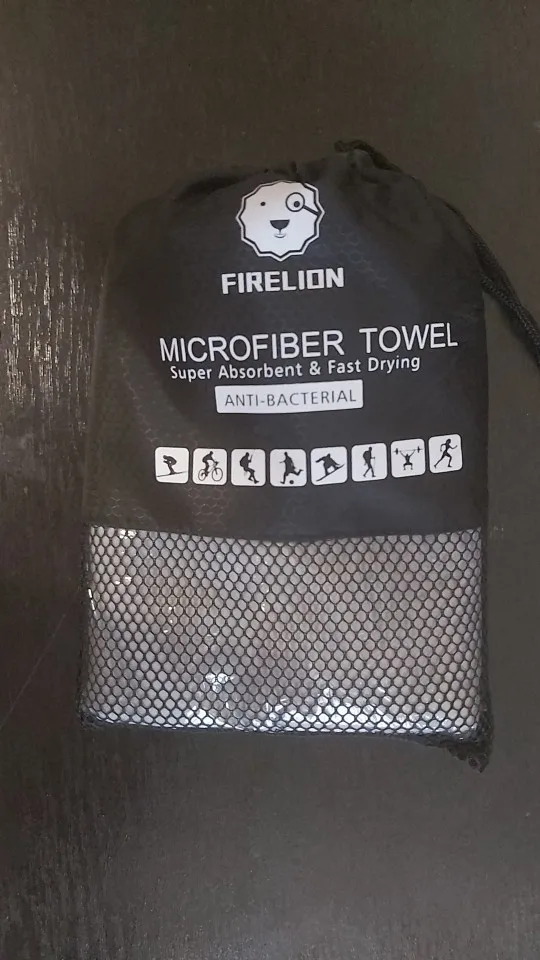 FIRELION
MICROFIBER TOWEL
Super Absorbent & Fast Drying
ANTI-BACTERIAL